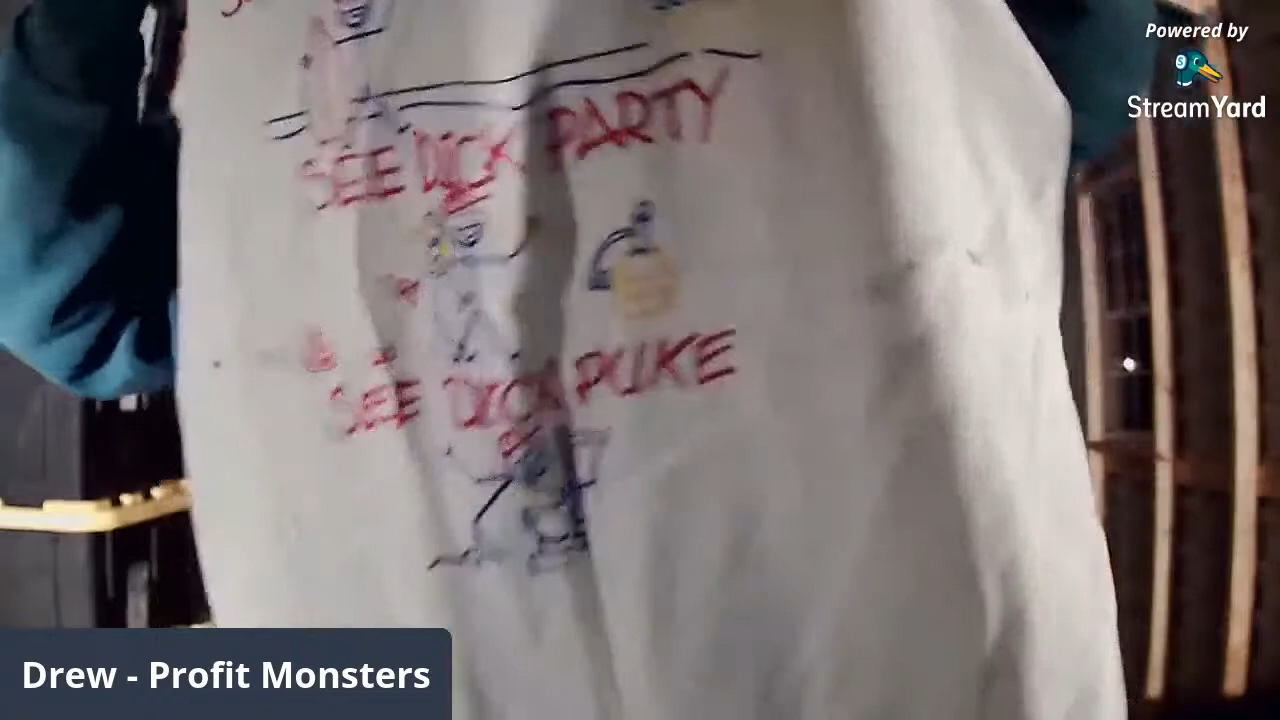 Powered by
StreamYard
SEE DICK PARTY
SEE DICK PUKE
Drew - Profit Monsters